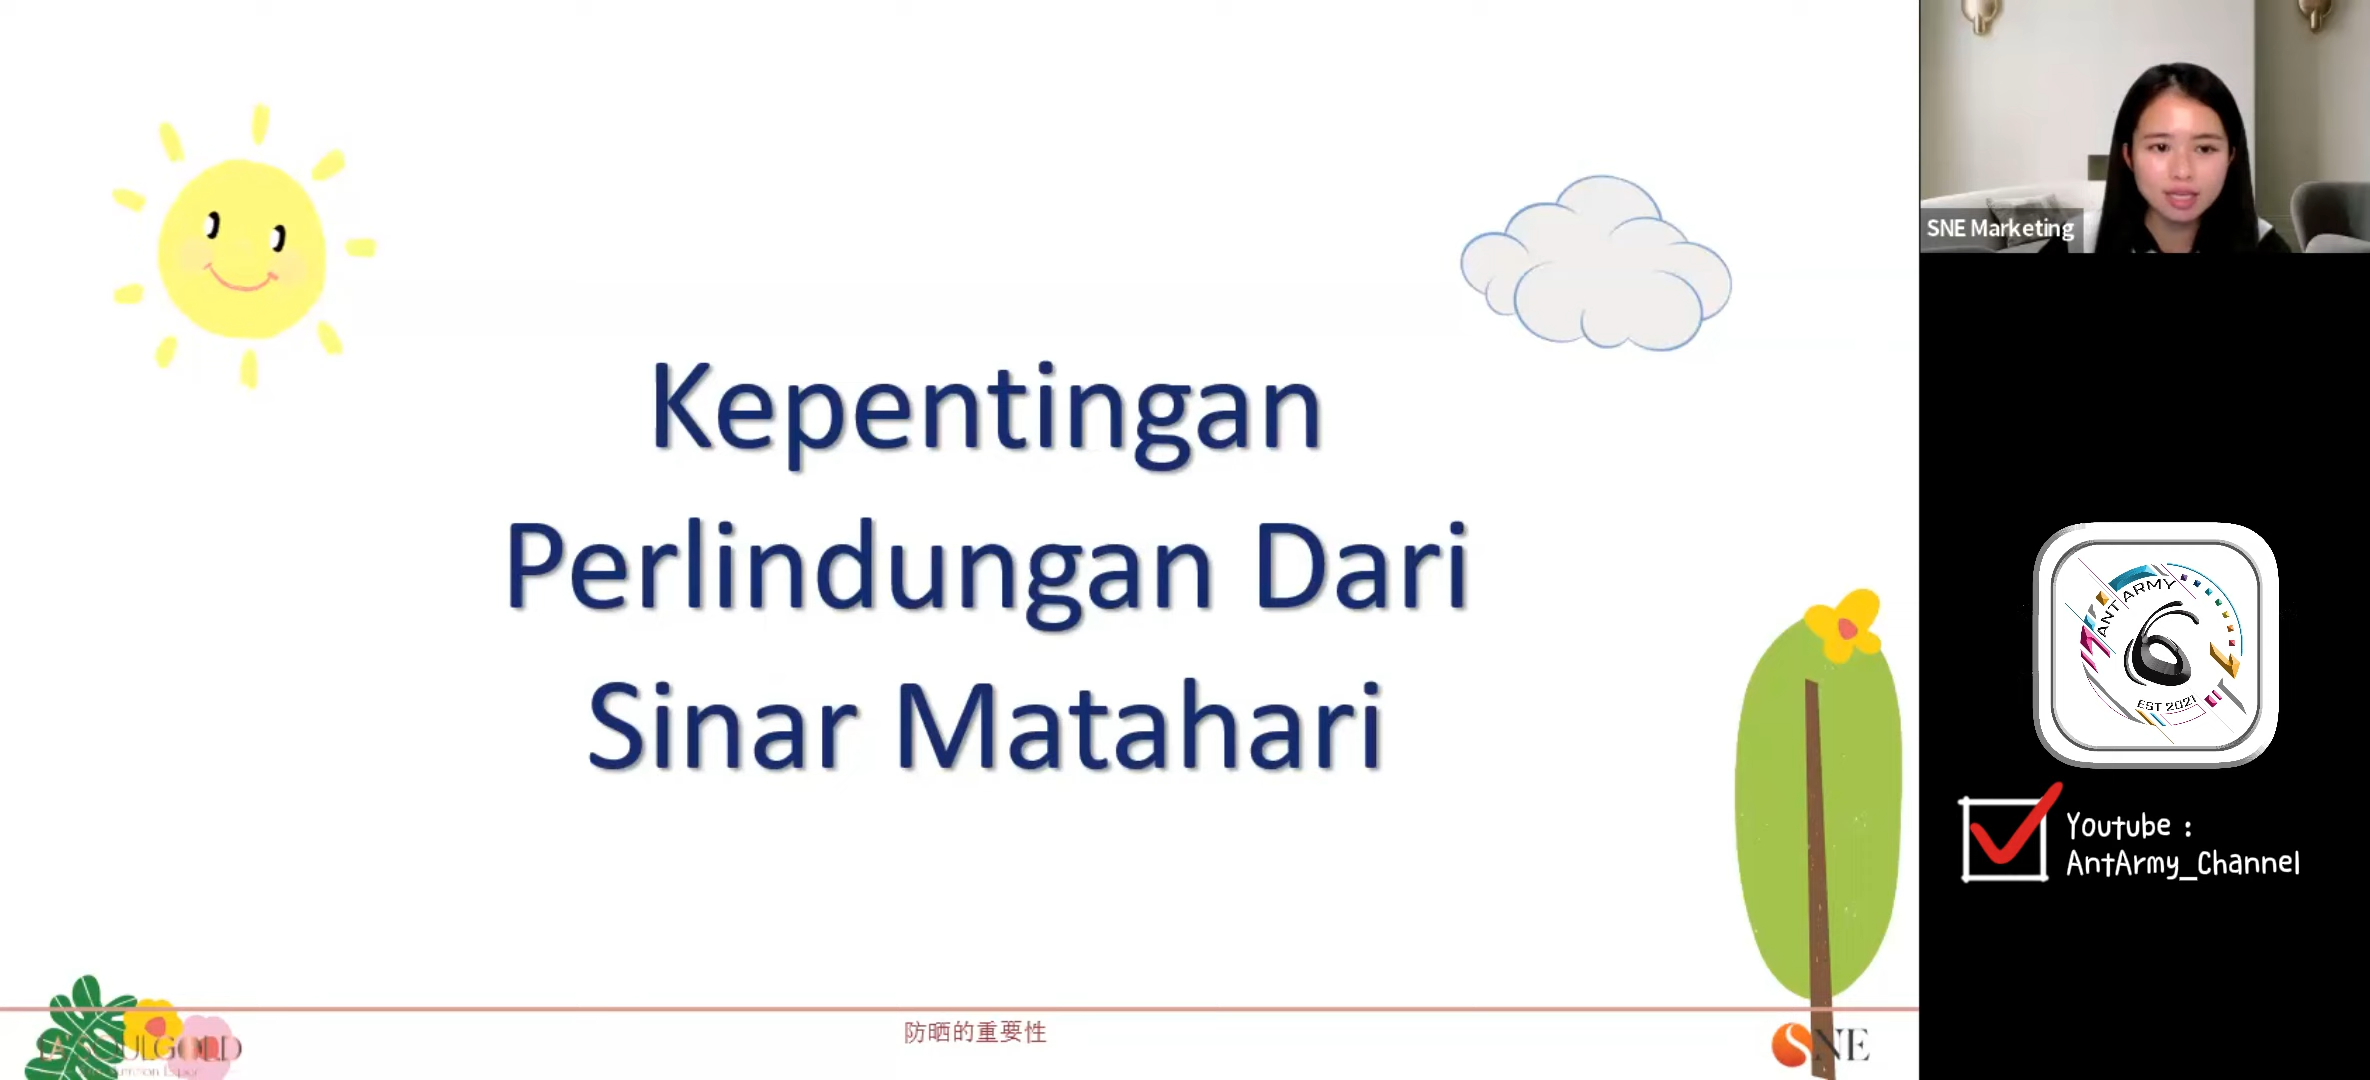 Kepentingan
Perlindungan Dari
Sinar Matahari
SNE Marketing
ANT ARMY
6
EST 2021
Youtube :
AntArmy_Channel
防晒的重要性
SNE